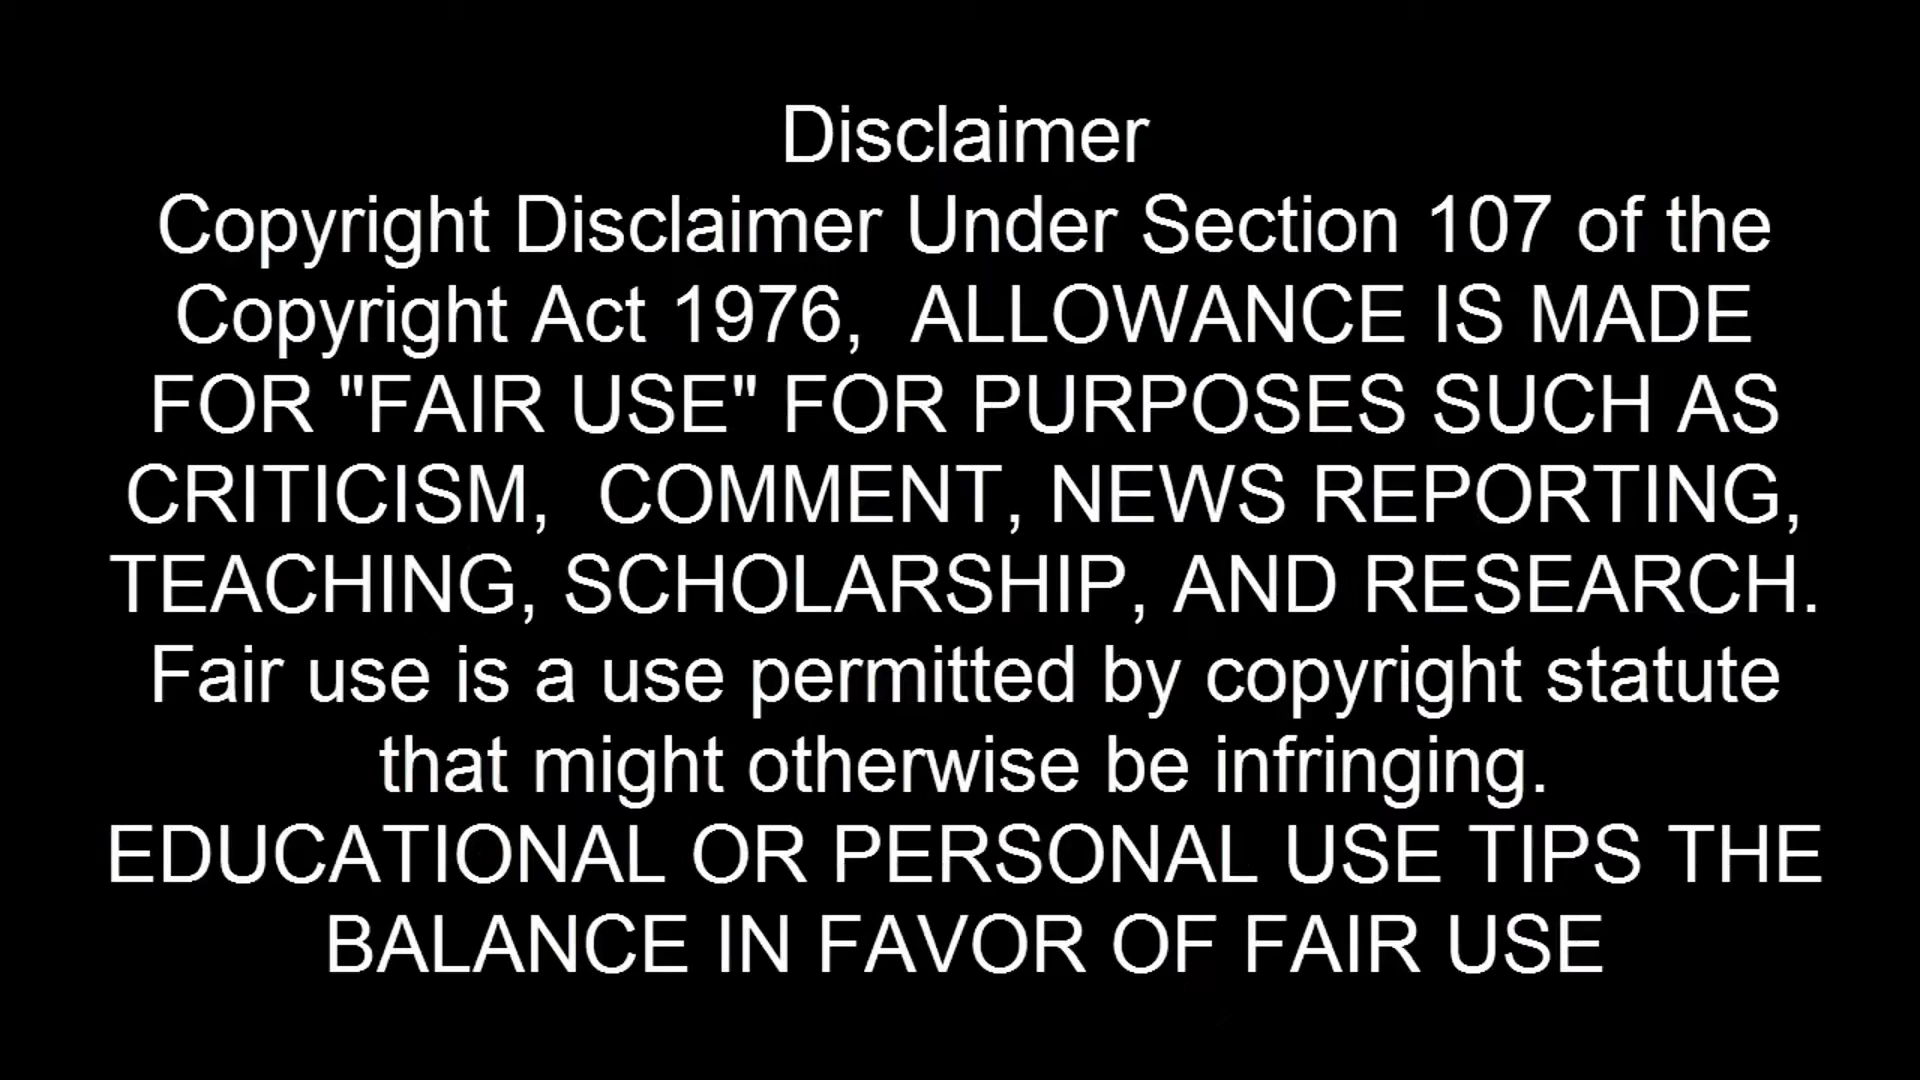 Disclaimer
Copyright Disclaimer Under Section 107 of the
Copyright Act 1976,  ALLOWANCE IS MADE
FOR "FAIR USE" FOR PURPOSES SUCH AS
CRITICISM,  COMMENT, NEWS REPORTING,
TEACHING, SCHOLARSHIP, AND RESEARCH.
Fair use is a use permitted by copyright statute
that might otherwise be infringing.
EDUCATIONAL OR PERSONAL USE TIPS THE
BALANCE IN FAVOR OF FAIR USE